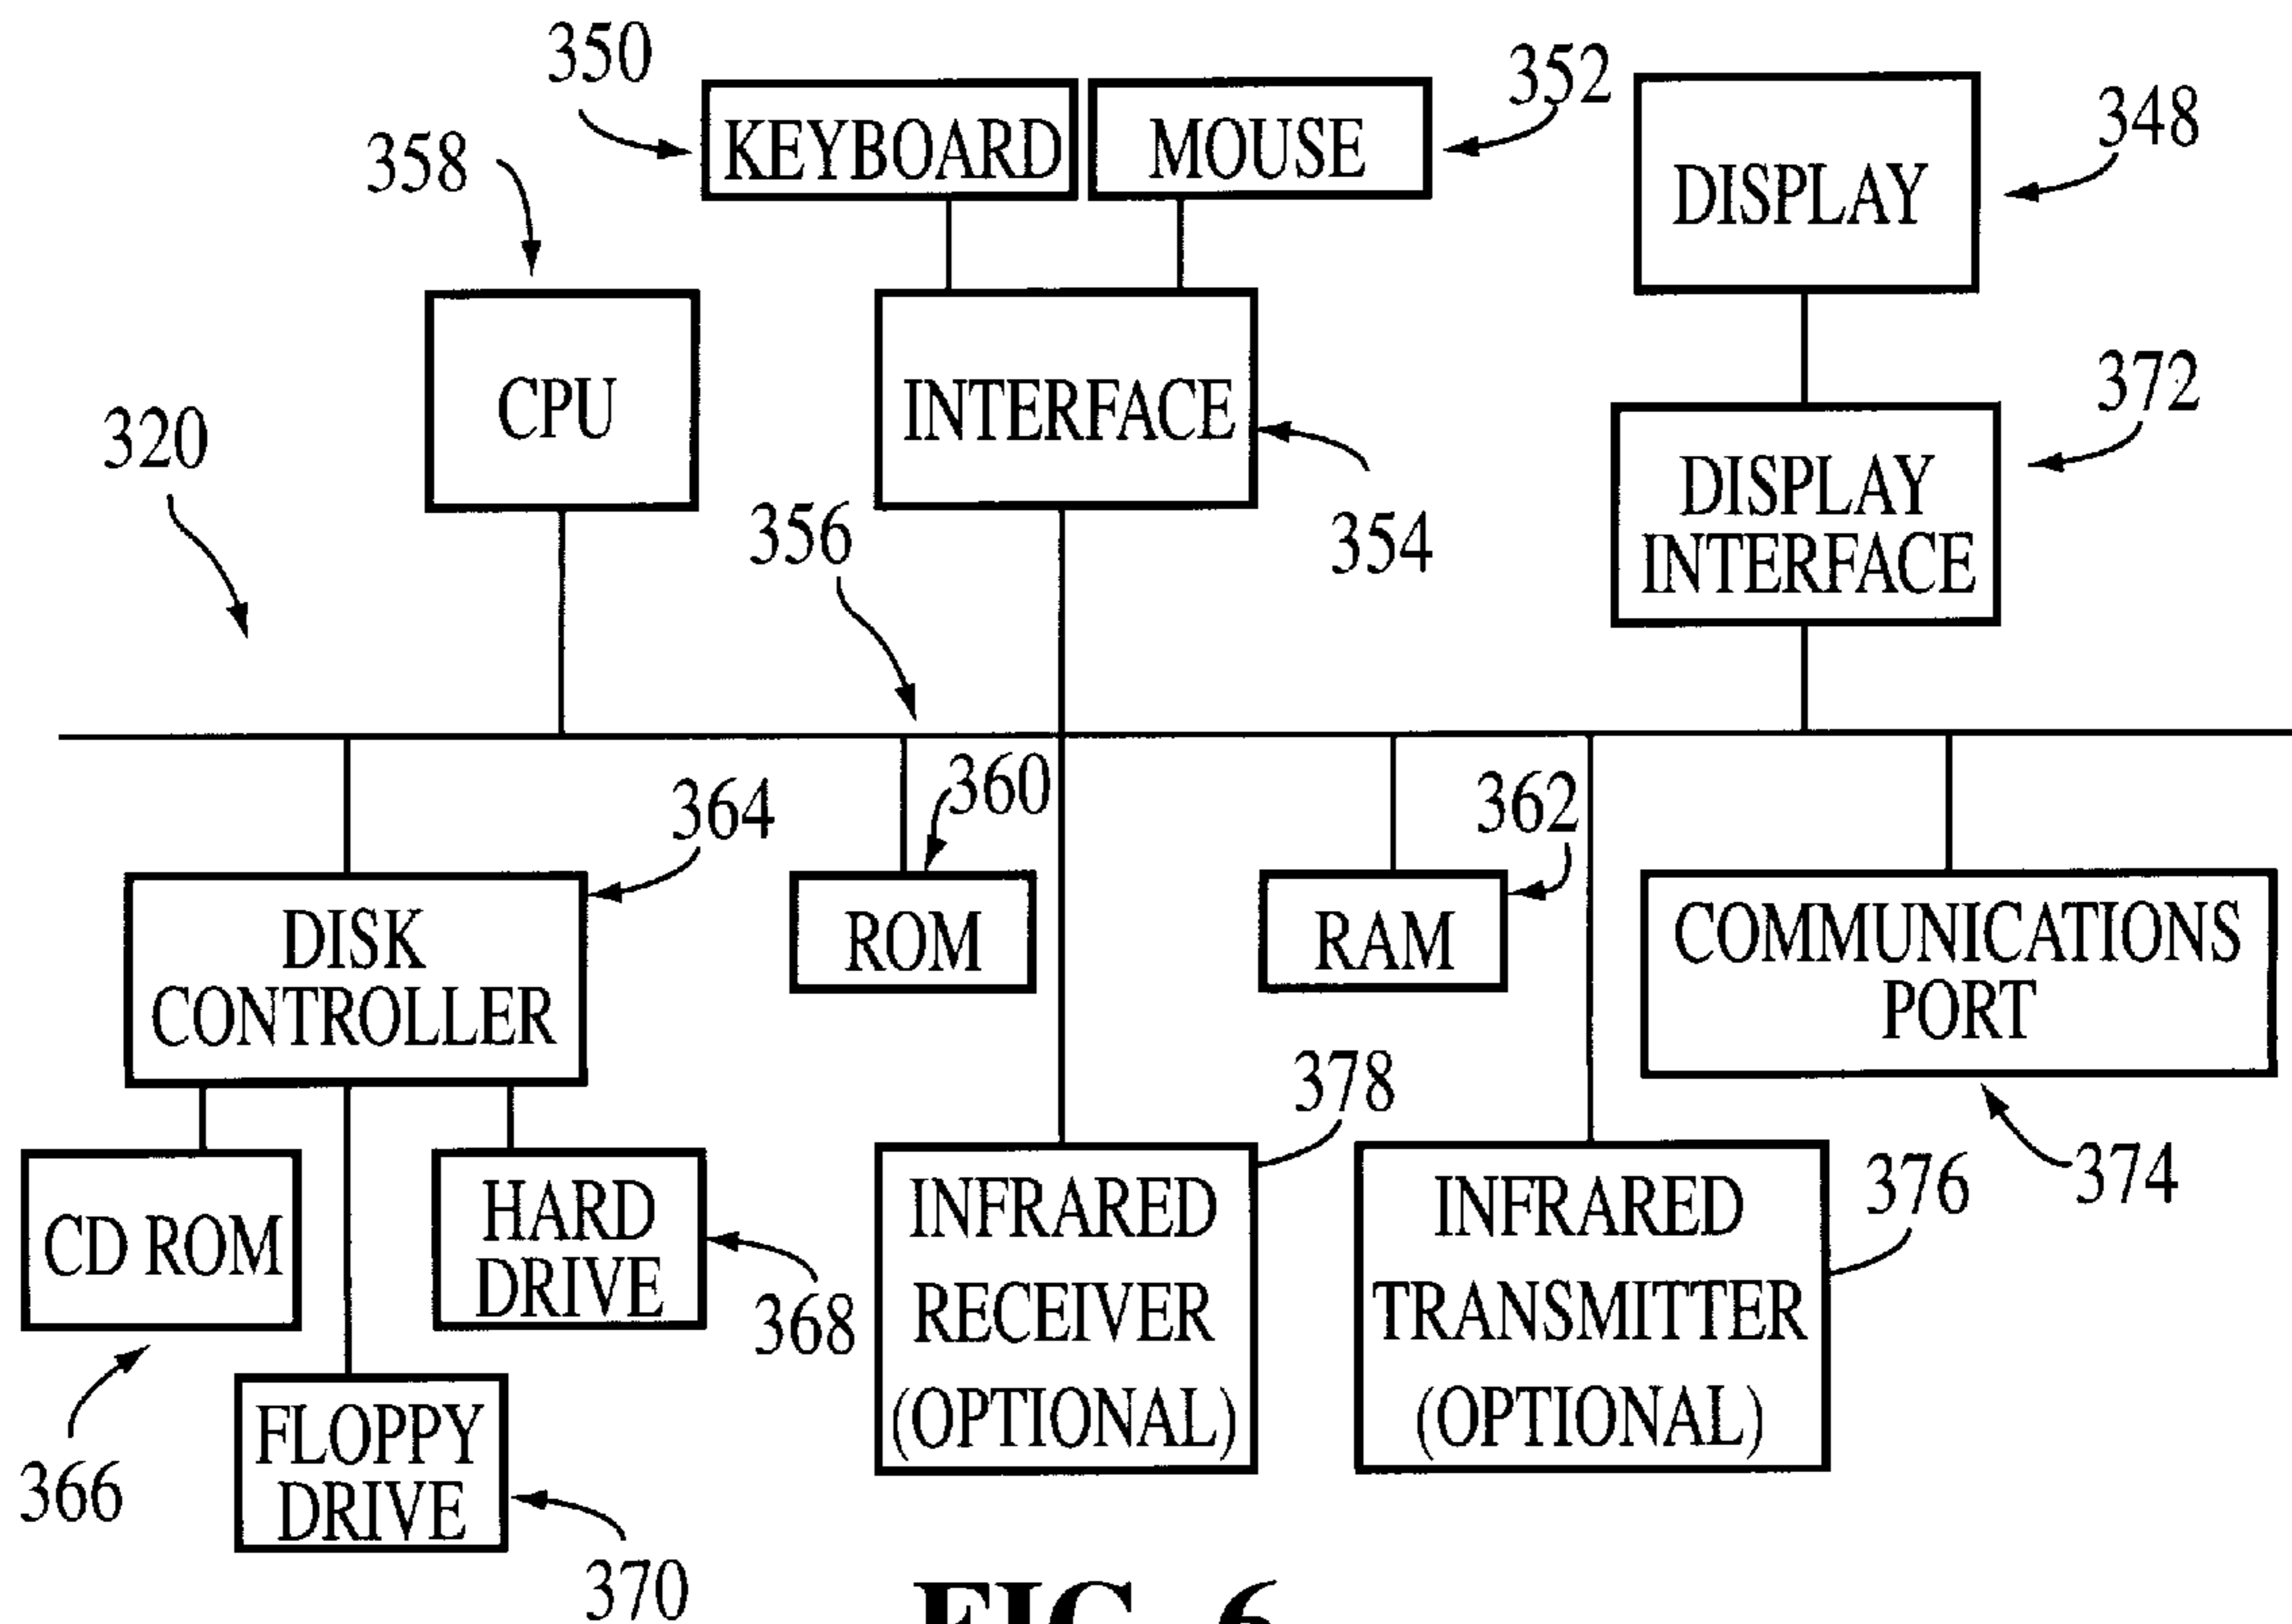 350
KEYBOARD
MOUSE
352
DISPLAY
348
358
CPU
INTERFACE
354
DISPLAY
INTERFACE
372
320
356
364
DISK
CONTROLLER
360
ROM
362
RAM
COMMUNICATIONS
PORT
374
CD ROM
366
HARD
DRIVE
368
FLOPPY
DRIVE
370
378
INFRARED
RECEIVER
(OPTIONAL)
376
INFRARED
TRANSMITTER
(OPTIONAL)
FIG. 6